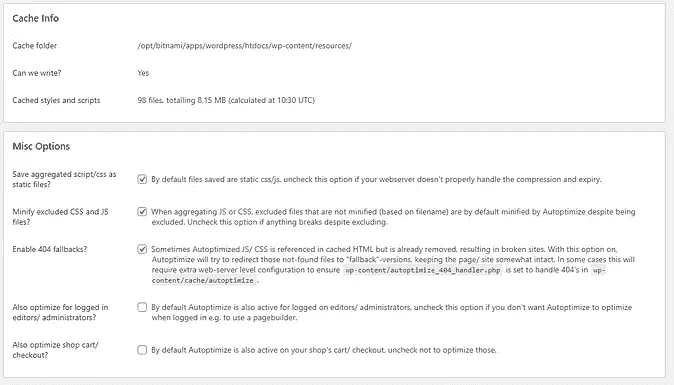 Cache Info
Cache folder /opt/bitnami/apps/wordpress/htdocs/wp-content/resources/
Can we write? Yes
Cached styles and scripts 98 files, totalling 8.15 MB (calculated at 10:30 UTC)
Misc Options
Save aggregated script/css as static files?
By default files saved are static css/js, uncheck this option if your webserver doesn't properly handle the compression and expiry.
Minify excluded CSS and JS files?
When aggregating JS or CSS, excluded files that are not minified (based on filename) are by default minified by Autoptimize despite being
excluded. Uncheck this option if anything breaks despite excluding.
Enable 404 fallbacks?
Sometimes Autoptimized JS/ CSS is referenced in cached HTML but is already removed, resulting in broken sites. With this option on,
Autoptimize will try to redirect those not-found files to "fallback"-versions, keeping the page/ site somewhat intact. In some cases this will
require extra web-server level configuration to ensure wp-content/autoptimize_404_handler.php is set to handle 404's in wp-
content/cache/autoptimize .
Also optimize for logged in editors/ administrators?
By default Autoptimize is also active for logged on editors/ administrators, uncheck this option if you don't want Autoptimize to optimize
when logged in e.g. to use a pagebuilder.
Also optimize shop cart/ checkout?
By default Autoptimize is also active on your shop's cart/ checkout, uncheck not to optimize those.